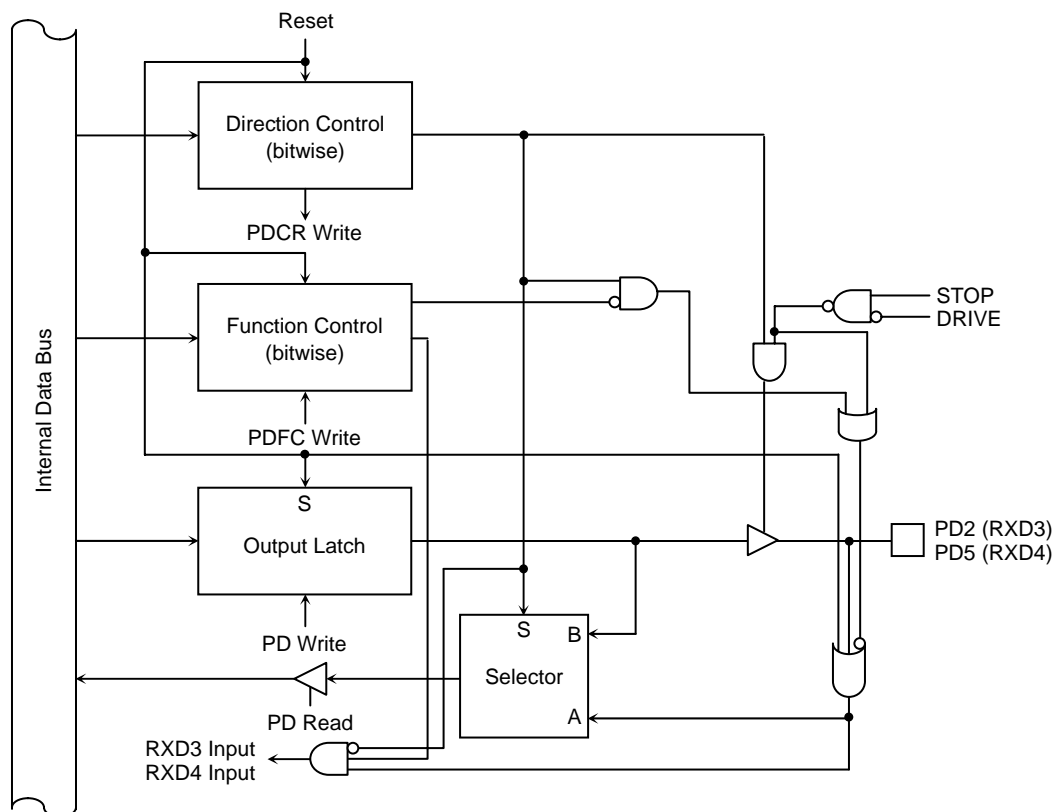 Reset
Direction Control
(bitwise)
PDCR Write
Function Control
(bitwise)
STOP
DRIVE
Internal Data Bus
PDFC Write
S
Output Latch
PD2 (RXD3)
PD5 (RXD4)
PD Write
S
B
Selector
A
PD Read
RXD3 Input
RXD4 Input